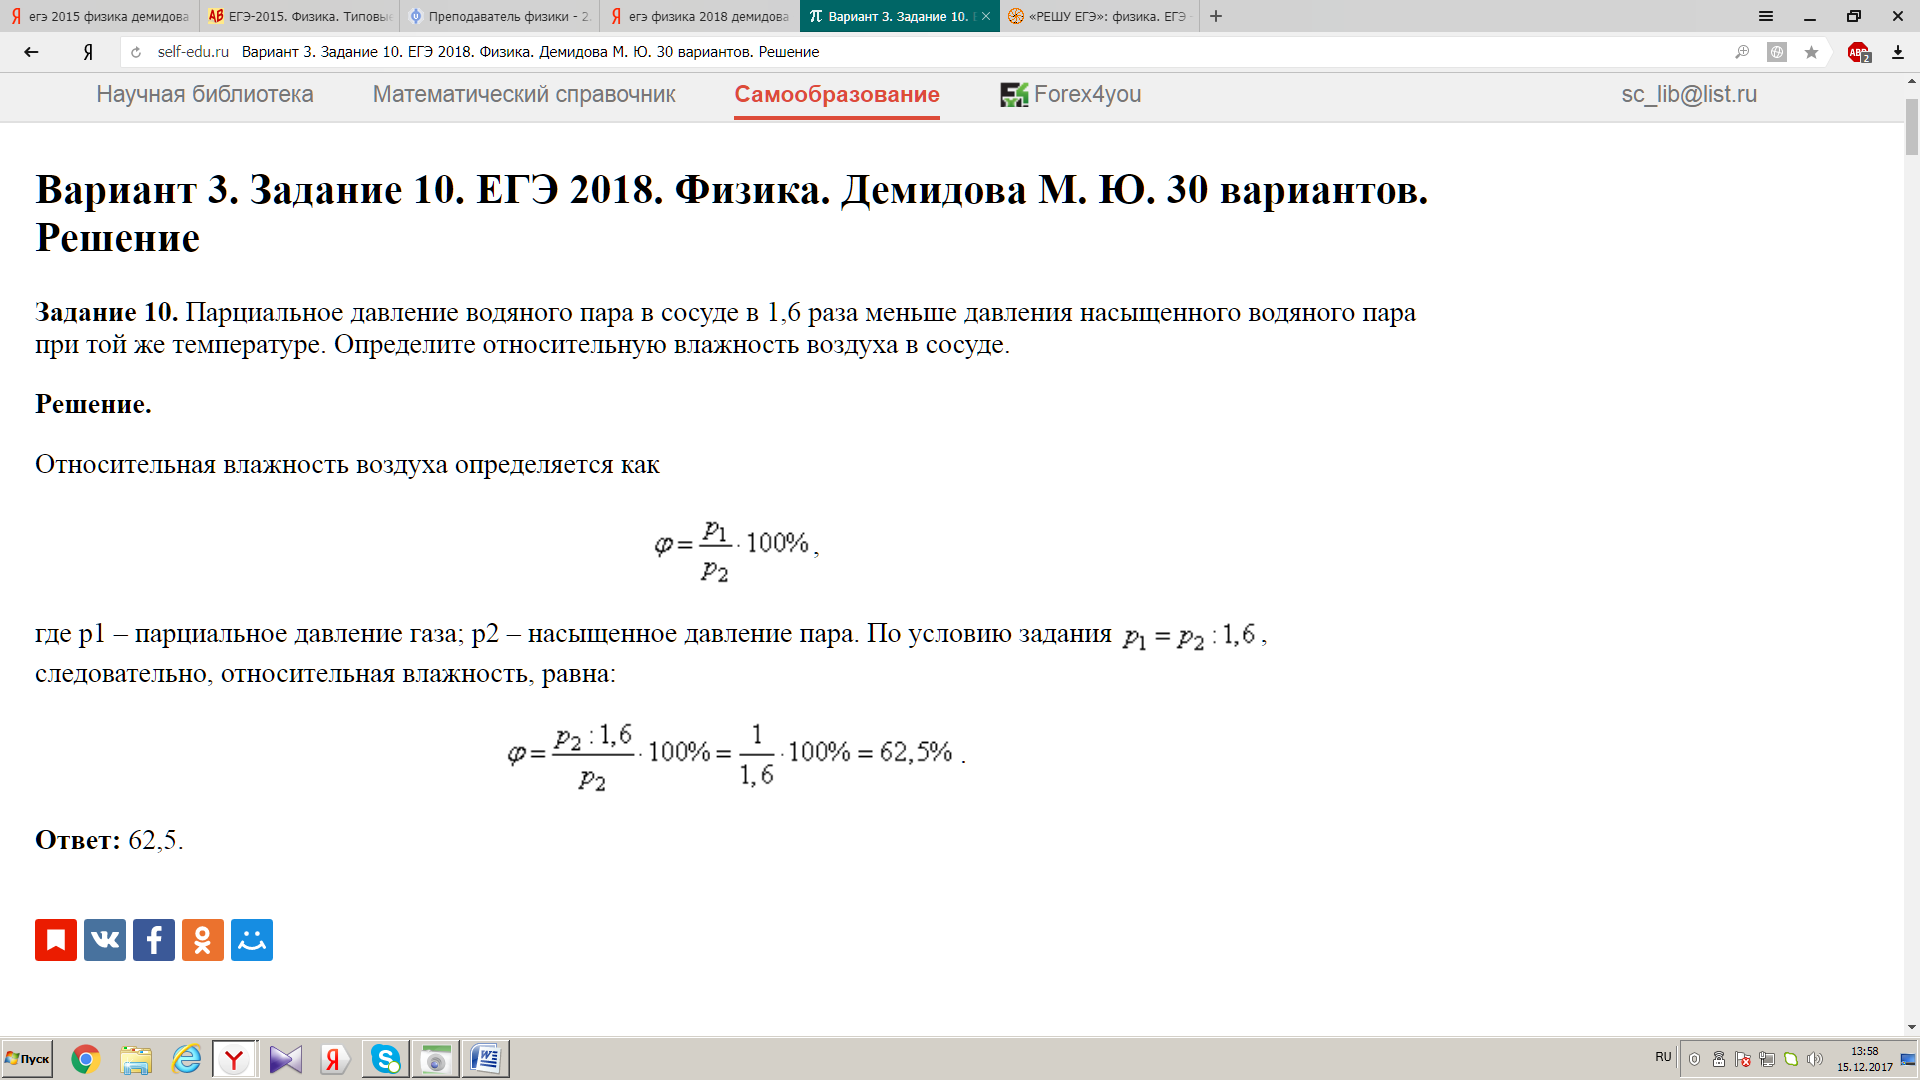 егэ 2015 физика демидова
ЕГЭ-2015. Физика. Типовые
Преподаватель физики - 2.
егэ физика 2018 демидова
Вариант 3. Задание 10.
«РЕШУ ЕГЭ»: физика. ЕГЭ
self-edu.ru Вариант 3. Задание 10. ЕГЭ 2018. Физика. Демидова М. Ю. 30 вариантов. Решение
Научная библиотека Математический справочник Самообразование Forex4you sc_lib@list.ru
Вариант 3. Задание 10. ЕГЭ 2018. Физика. Демидова М. Ю. 30 вариантов.
Решение
Задание 10. Парциальное давление водяного пара в сосуде в 1,6 раза меньше давления насыщенного водяного пара
при той же температуре. Определите относительную влажность воздуха в сосуде.
Решение.
Относительная влажность воздуха определяется как
φ = p₁/p₂ · 100%,
где p1 – парциальное давление газа; p2 – насыщенное давление пара. По условию задания p₁ = p₂ : 1,6 ,
следовательно, относительная влажность, равна:
φ = p₂ : 1,6/p₂ · 100% = 1/1,6 · 100% = 62,5% .
Ответ: 62,5.
Пуск
RU
13:58
15.12.2017